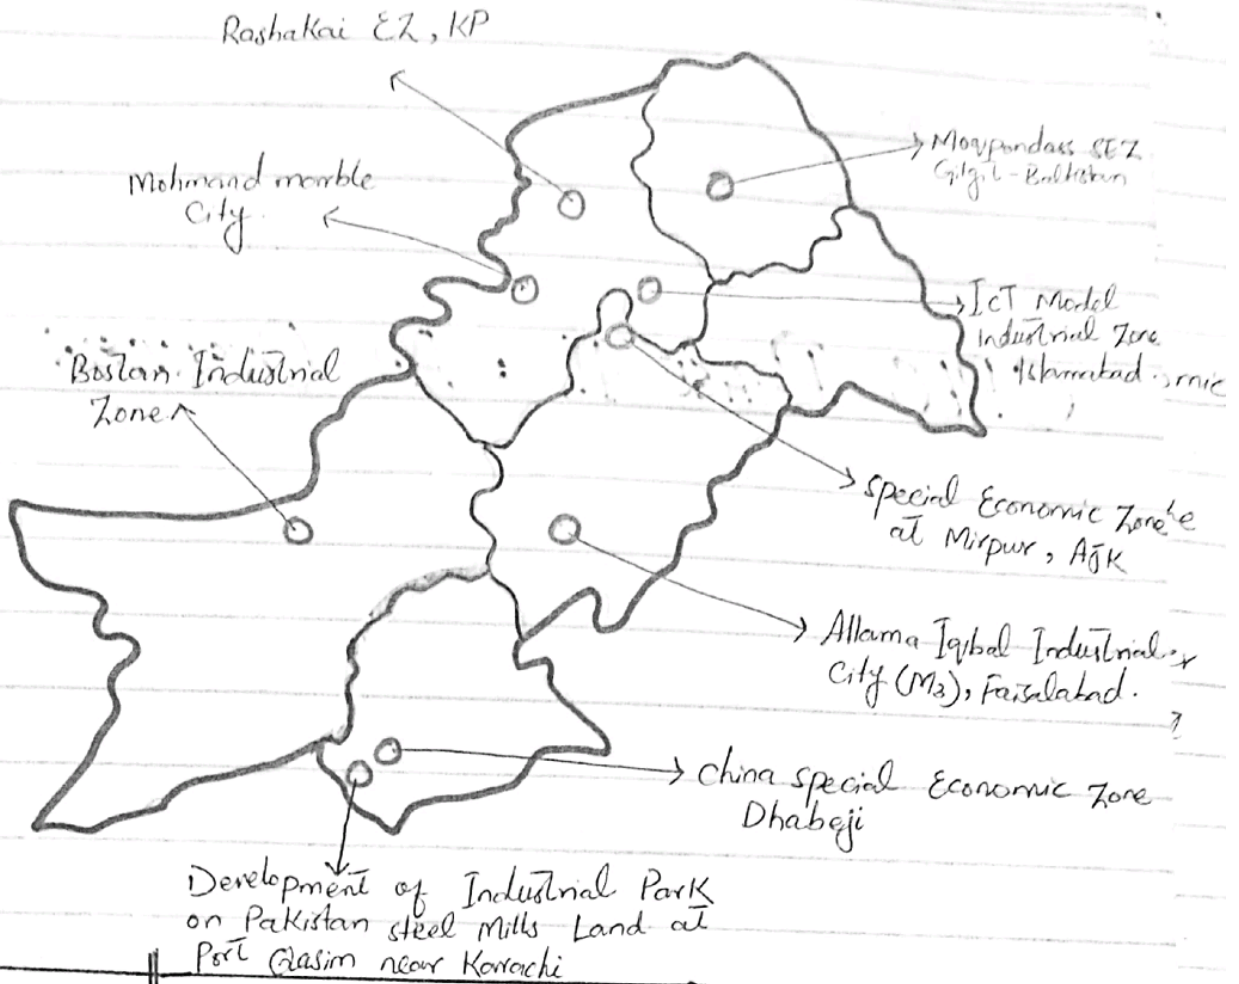 Rashakai EZ, KP
Moqpondass SEZ
Gilgit-Baltistan
Mohmand marble
City
IcT Model
Industrial Zone
Islamabad
Bostan Industrial
Zone
Special Economic Zone
at Mirpur, AJK
Allama Iqbal Industrial
City (M3), Faisalabad.
China Special Economic Zone
Dhabeji
Development of Industrial Park
on Pakistan steel Mills Land at
Port Qasim near Karachi